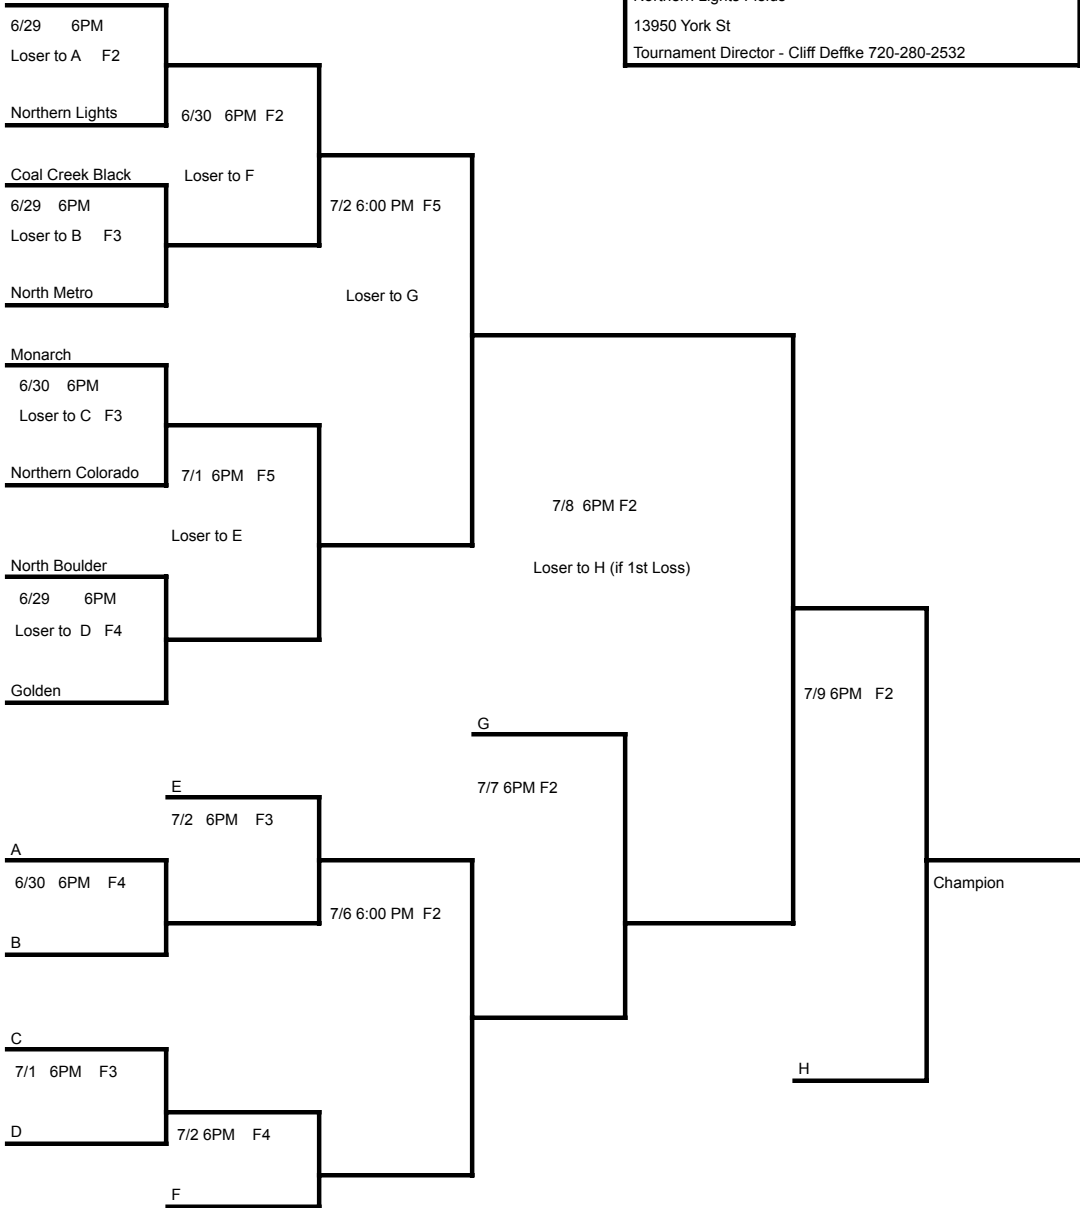 13950 York St
Tournament Director - Cliff Deffke 720-280-2532
6/29 6PM
Loser to A F2
Northern Lights
6/30 6PM F2
Coal Creek Black
Loser to F
6/29 6PM
7/2 6:00 PM F5
Loser to B F3
North Metro
Loser to G
Monarch
6/30 6PM
Loser to C F3
Northern Colorado
7/1 6PM F5
7/8 6PM F2
Loser to E
North Boulder
Loser to H (if 1st Loss)
6/29 6PM
Loser to D F4
Golden
7/9 6PM F2
G
E
7/7 6PM F2
7/2 6PM F3
A
6/30 6PM F4
Champion
7/6 6:00 PM F2
B
C
7/1 6PM F3
H
D
7/2 6PM F4
F